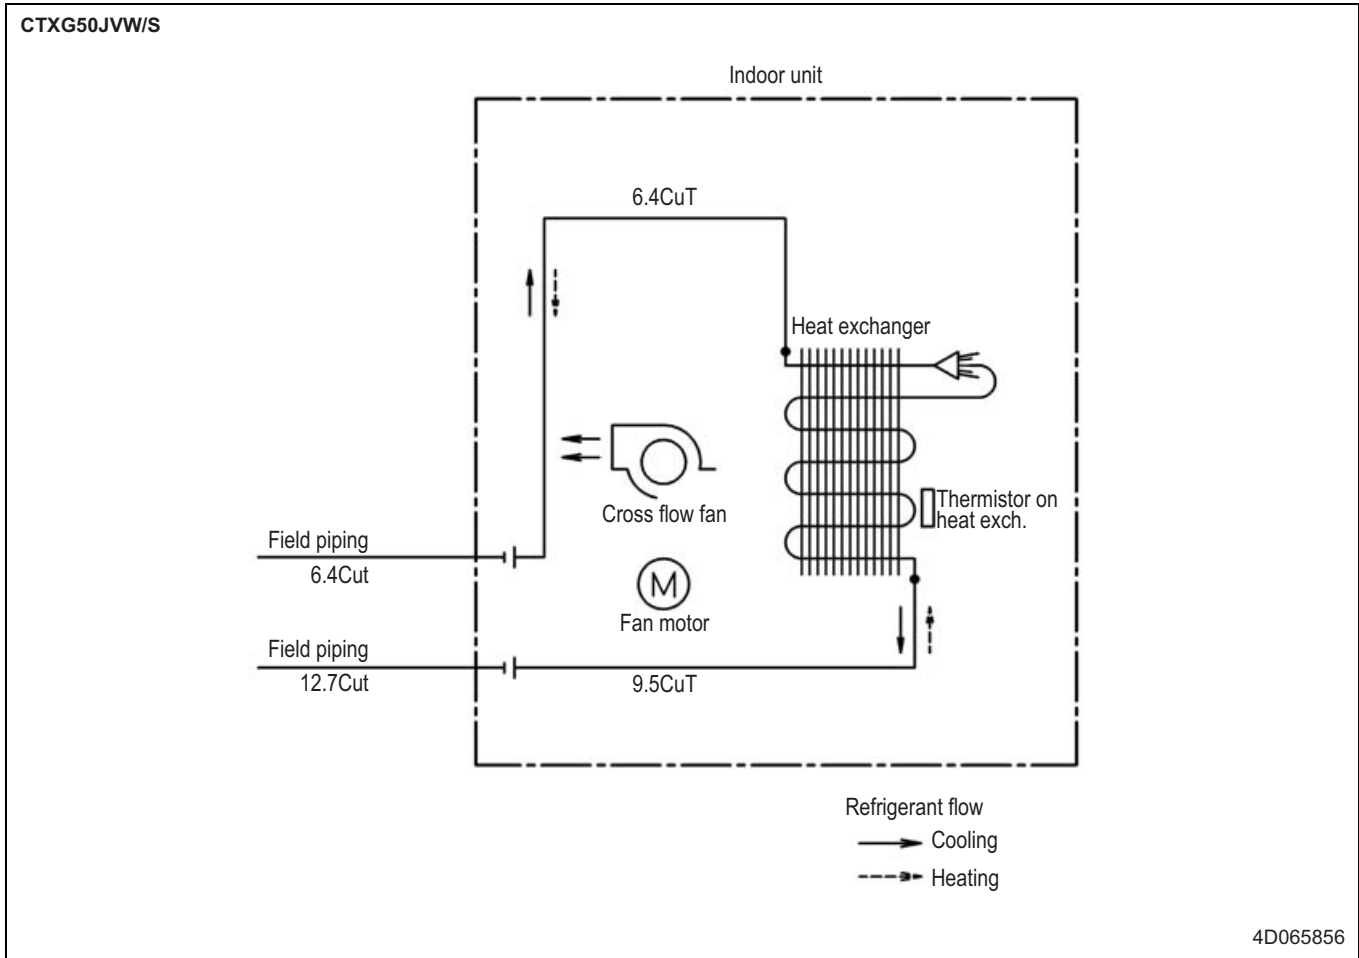 CTXG50JVW/S
Indoor unit
6.4CuT
Heat exchanger
Cross flow fan
Thermistor on
heat exch.
Field piping
6.4Cut
M
Fan motor
Field piping
12.7Cut
9.5CuT
Refrigerant flow
Cooling
Heating
4D065856